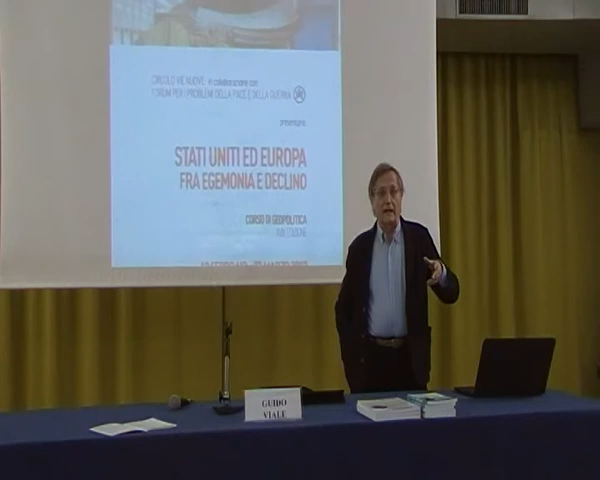 CIRCOLO VIE NUOVE in collaborazione con
FORUM PER I PROBLEMI DELLA PACE E DELLA GUERRA
presentano
STATI UNITI ED EUROPA
FRA EGEMONIA E DECLINO
CORSO DI GEOPOLITICA
EDIZIONE
GUIDO
VIALE